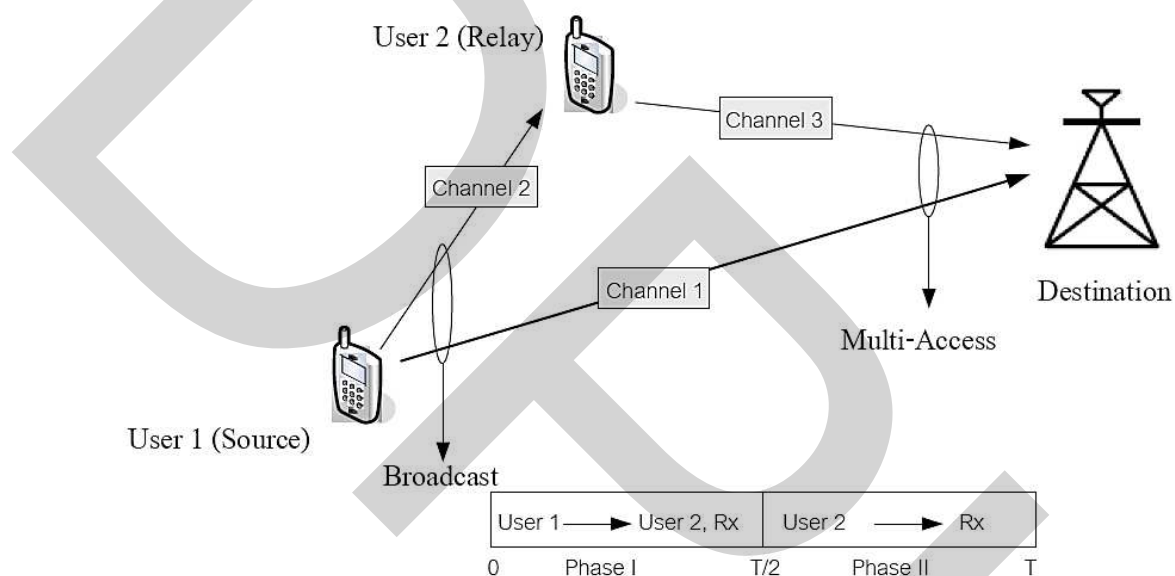 User 2 (Relay)
Channel 3
Channel 2
Channel 1
Destination
Multi-Access
User 1 (Source)
Broadcast
User 1 User 2, Rx User 2 Rx
0 Phase I T/2 Phase II T